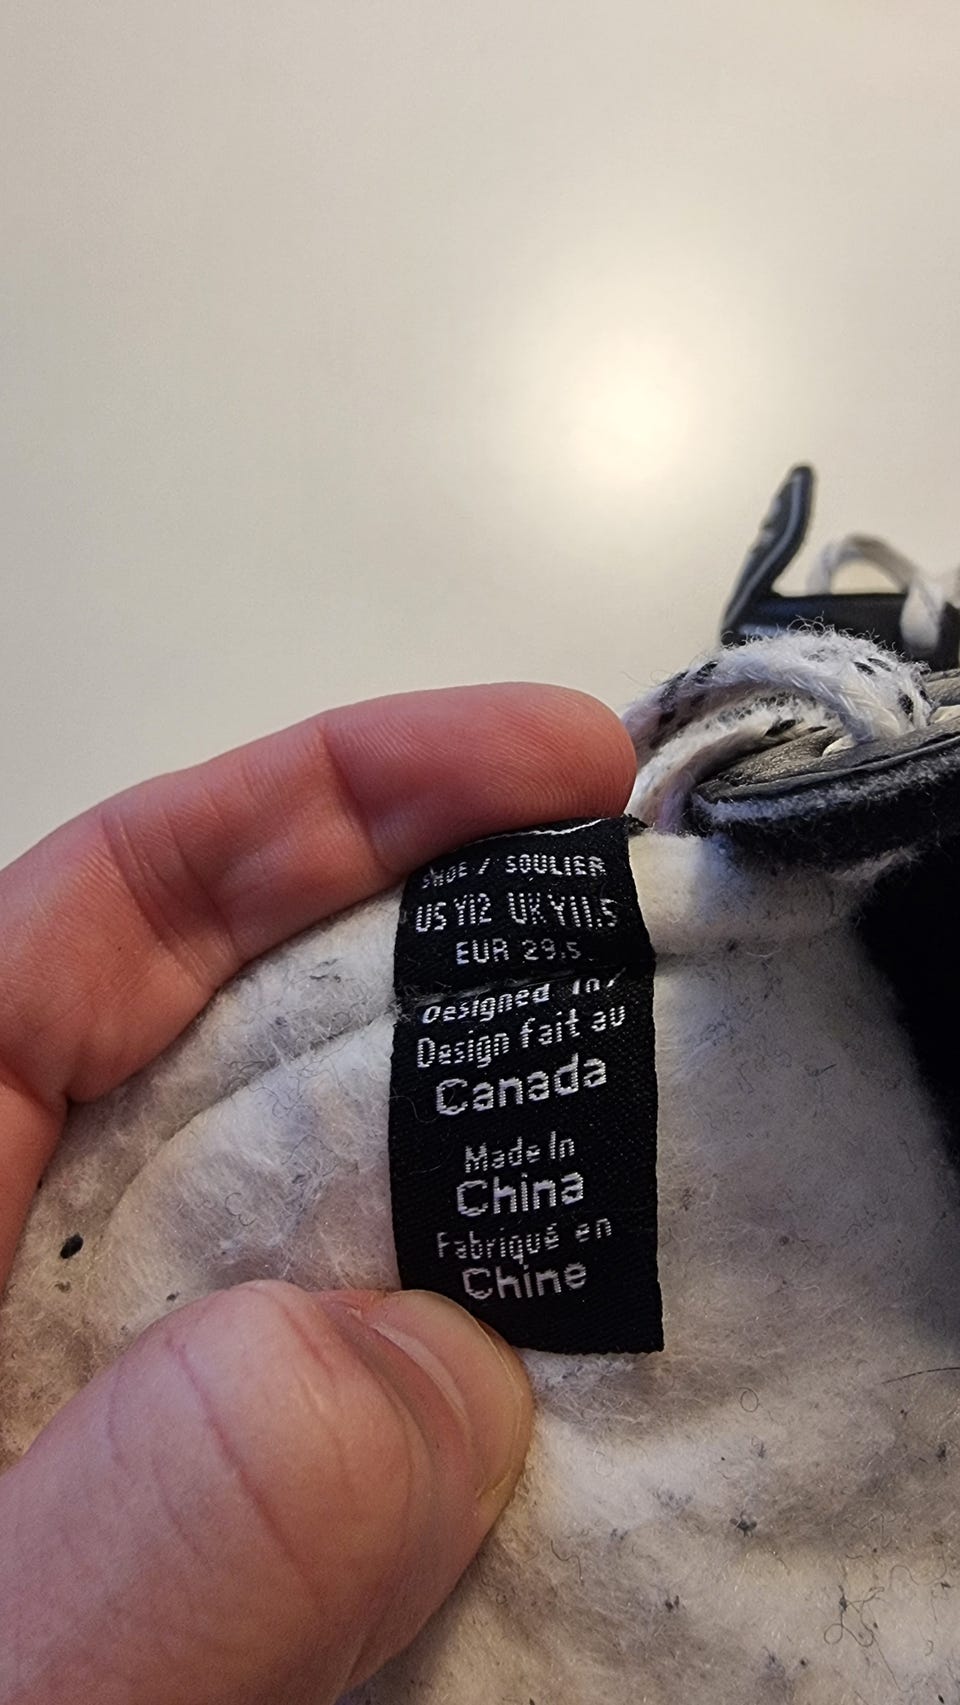 SHOE / SOULIER
US Y12 UK Y11.5
EUR 29.5
Designed In/
Design fait au
Canada
Made In
China
Fabriqué en
Chine